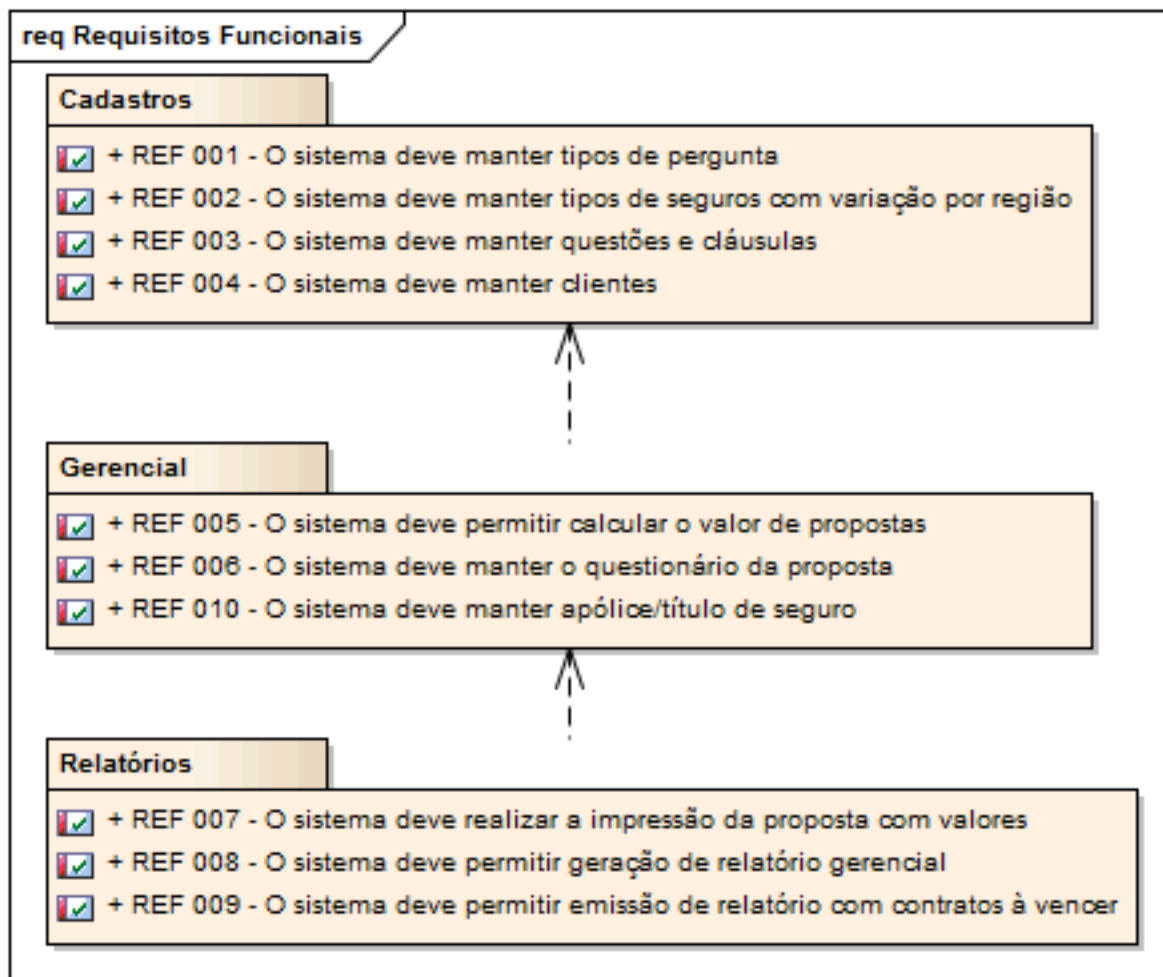 req Requisitos Funcionais
Cadastros
+ REF 001 - O sistema deve manter tipos de pergunta
+ REF 002 - O sistema deve manter tipos de seguros com variação por região
+ REF 003 - O sistema deve manter questões e cláusulas
+ REF 004 - O sistema deve manter clientes
Gerencial
+ REF 005 - O sistema deve permitir calcular o valor de propostas
+ REF 006 - O sistema deve manter o questionário da proposta
+ REF 010 - O sistema deve manter apólice/título de seguro
Relatórios
+ REF 007 - O sistema deve realizar a impressão da proposta com valores
+ REF 008 - O sistema deve permitir geração de relatório gerencial
+ REF 009 - O sistema deve permitir emissão de relatório com contratos à vencer